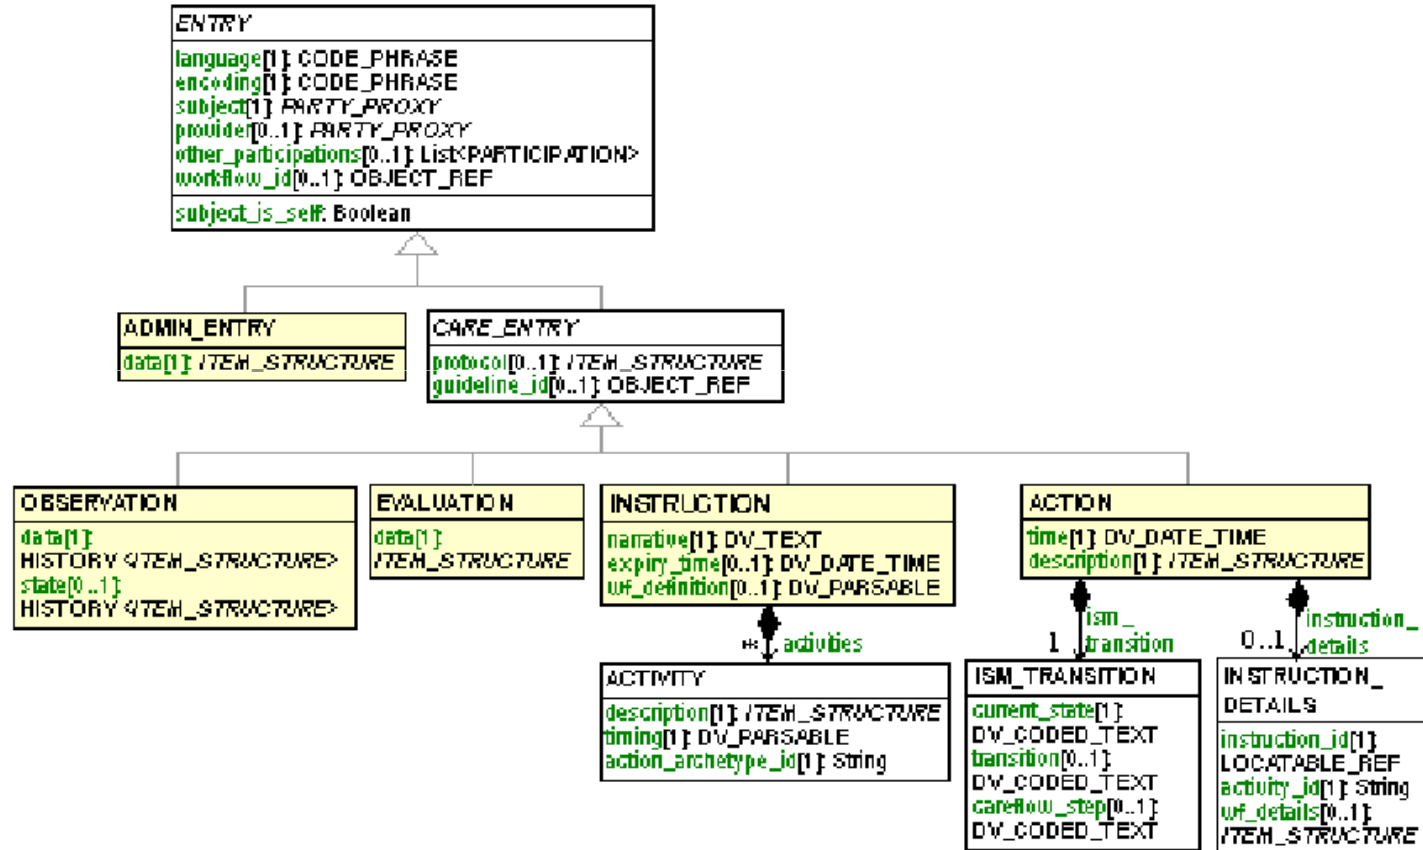 ENTRY
language[1]: CODE_PHRASE
encoding[1]: CODE_PHRASE
subject[1]: PARTY_PROXY
provider[0..1]: PARTY_PROXY
other_participations[0..1]: List<PARTICIPATION>
workflow_id[0..1]: OBJECT_REF
subject_is_self: Boolean
ADMIN_ENTRY
data[1]: ITEM_STRUCTURE
CARE_ENTRY
protocol[0..1]: ITEM_STRUCTURE
guideline_id[0..1]: OBJECT_REF
OBSERVATION
data[1]:
HISTORY <ITEM_STRUCTURE>
state[0..1]:
HISTORY <ITEM_STRUCTURE>
EVALUATION
data[1]:
ITEM_STRUCTURE
INSTRUCTION
narrative[1]: DV_TEXT
expiry_time[0..1]: DV_DATE_TIME
wf_definition[0..1]: DV_PARSABLE
ACTION
time[1]: DV_DATE_TIME
description[1]: ITEM_STRUCTURE
* activities
ism_
1 transition
instruction_
0..1 details
ACTIVITY
description[1]: ITEM_STRUCTURE
timing[1]: DV_PARSABLE
action_archetype_id[1]: String
ISM_TRANSITION
current_state[1]:
DV_CODED_TEXT
transition[0..1]:
DV_CODED_TEXT
careflow_step[0..1]:
DV_CODED_TEXT
INSTRUCTION_
DETAILS
instruction_id[1]:
LOCATABLE_REF
activity_id[1]: String
wf_details[0..1]:
ITEM_STRUCTURE